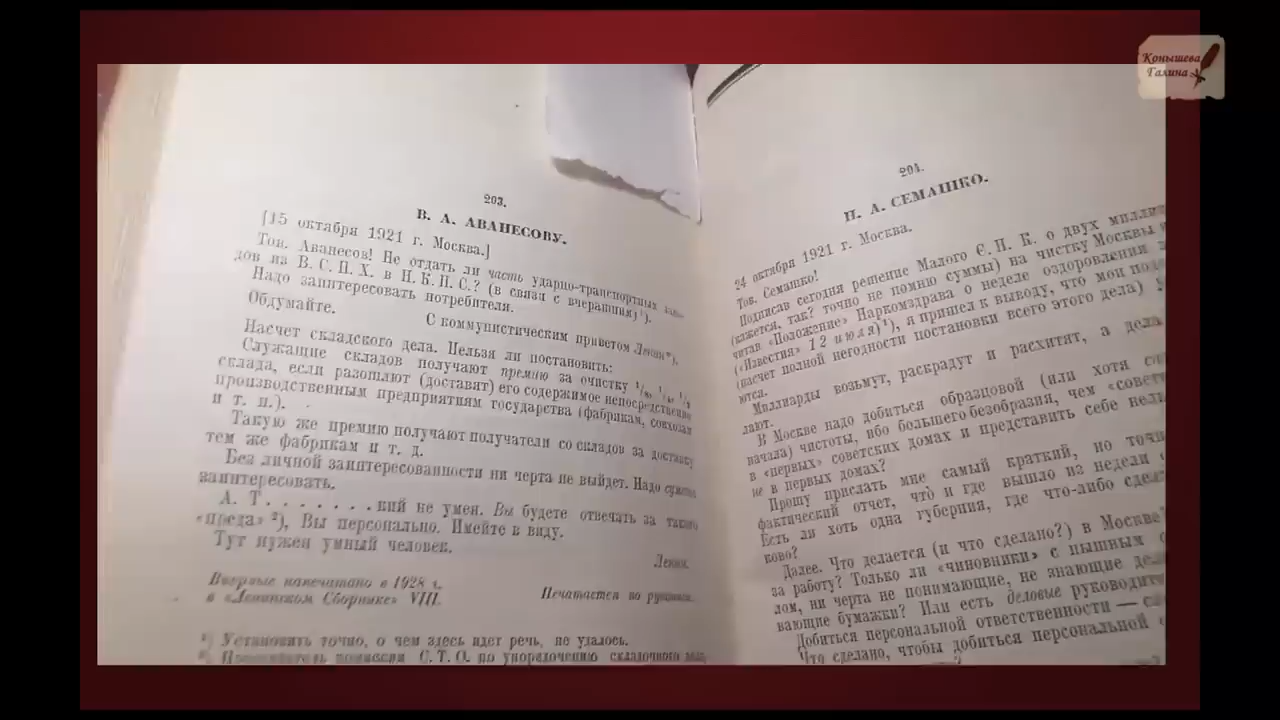 Конышева
Галина
203.
В. А. АВАНЕСОВУ.
[15 октября 1921 г. Москва.]
Тов. Аванесов! Не отдать ли часть ударно-транспортных
дов из В. С. Н. Х. в Н. К. П. С.? (в связи с вчерашним)¹).
Надо заинтересовать потребителя.
Обдумайте.
С коммунистическим приветом Ленин*).
Насчет складского дела. Нельзя ли постановить:
Служащие складов получают премию за очистку
склада, если разошлют (доставят) его содержимое непосредственно
производственным предприятиям государства (фабрикам, совхозам
и т. п.).
Такую же премию получают получатели со складов за доставку
тем же фабрикам и т. д.
Без личной заинтересованности ни черта не выйдет. Надо суметь
заинтересовать.
А. Т. . . . . . . . кий не умен. Вы будете отвечать за такого
«преда» ²), Вы персонально. Имейте в виду.
Тут нужен умный человек.
Ленин.
Впервые напечатано в 1928 г.
в «Ленинском Сборнике» VIII.
Печатается по рукописи.
¹) Установить точно, о чем здесь идет речь, не удалось.
²) Председатель комиссии С. Т. О. по упорядочению складочного
204.
Н. А. СЕМАШКО.
24 октября 1921 г. Москва.
Тов. Семашко!
Подписав сегодня решение Малого С. Н. К. о двух
(кажется, так? точно не помню суммы) на чистку Москвы и
читав «Положение» Наркомздрава о неделе оздоровления
(«Известия» 12 июля)¹), я пришел к выводу, что мои
(насчет полной негодности постановки всего этого дела)
ются.
Миллиарды возьмут, раскрадут и расхитят, а дела
лают.
В Москве надо добиться образцовой (или хотя
начала) чистоты, ибо большего безобразия, чем
в «первых» советских домах и представить себе
не в первых домах?
Прошу прислать мне самый краткий, но
фактический отчет, что и где вышло из недели
Есть ли хоть одна губерния, где что-либо
ково?
Далее. Что делается (и что сделано?) в Москве?
за работу? Только ли «чиновники» с пышным
лом, ни черта не понимающие, не знающие
вающие бумажки? Или есть деловые
Добиться персональной ответственности —
Что сделано, чтобы добиться персональной